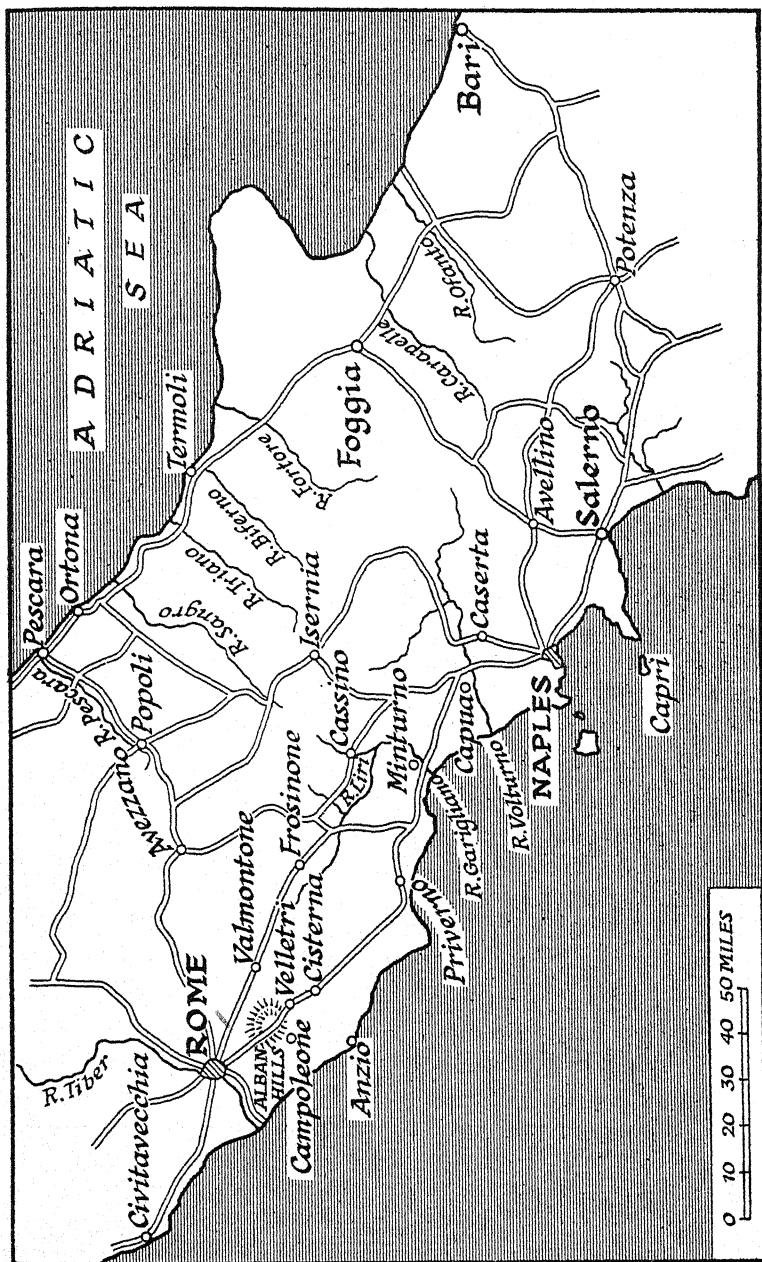 ADRIATIC
SEA
Pescara
Ortona
Termoli
R. Pescara
Popoli
Avezzano
R. Sangro
R. Triano
R. Biferno
R. Fortore
Foggia
R. Carapelle
R. Ofanto
Bari
Potenza
Civitavecchia
R. Tiber
ROME
Valmontone
Frosinone
Cassino
Isernia
ALBAN
HILLS
Velletri
Cisterna
Campoleone
Anzio
R. Liri
Minturno
Caserta
Avellino
Salerno
Priverno
R. Garigliano
Capua
R. Volturno
NAPLES
Capri
0 10 20 30 40 50 MILES